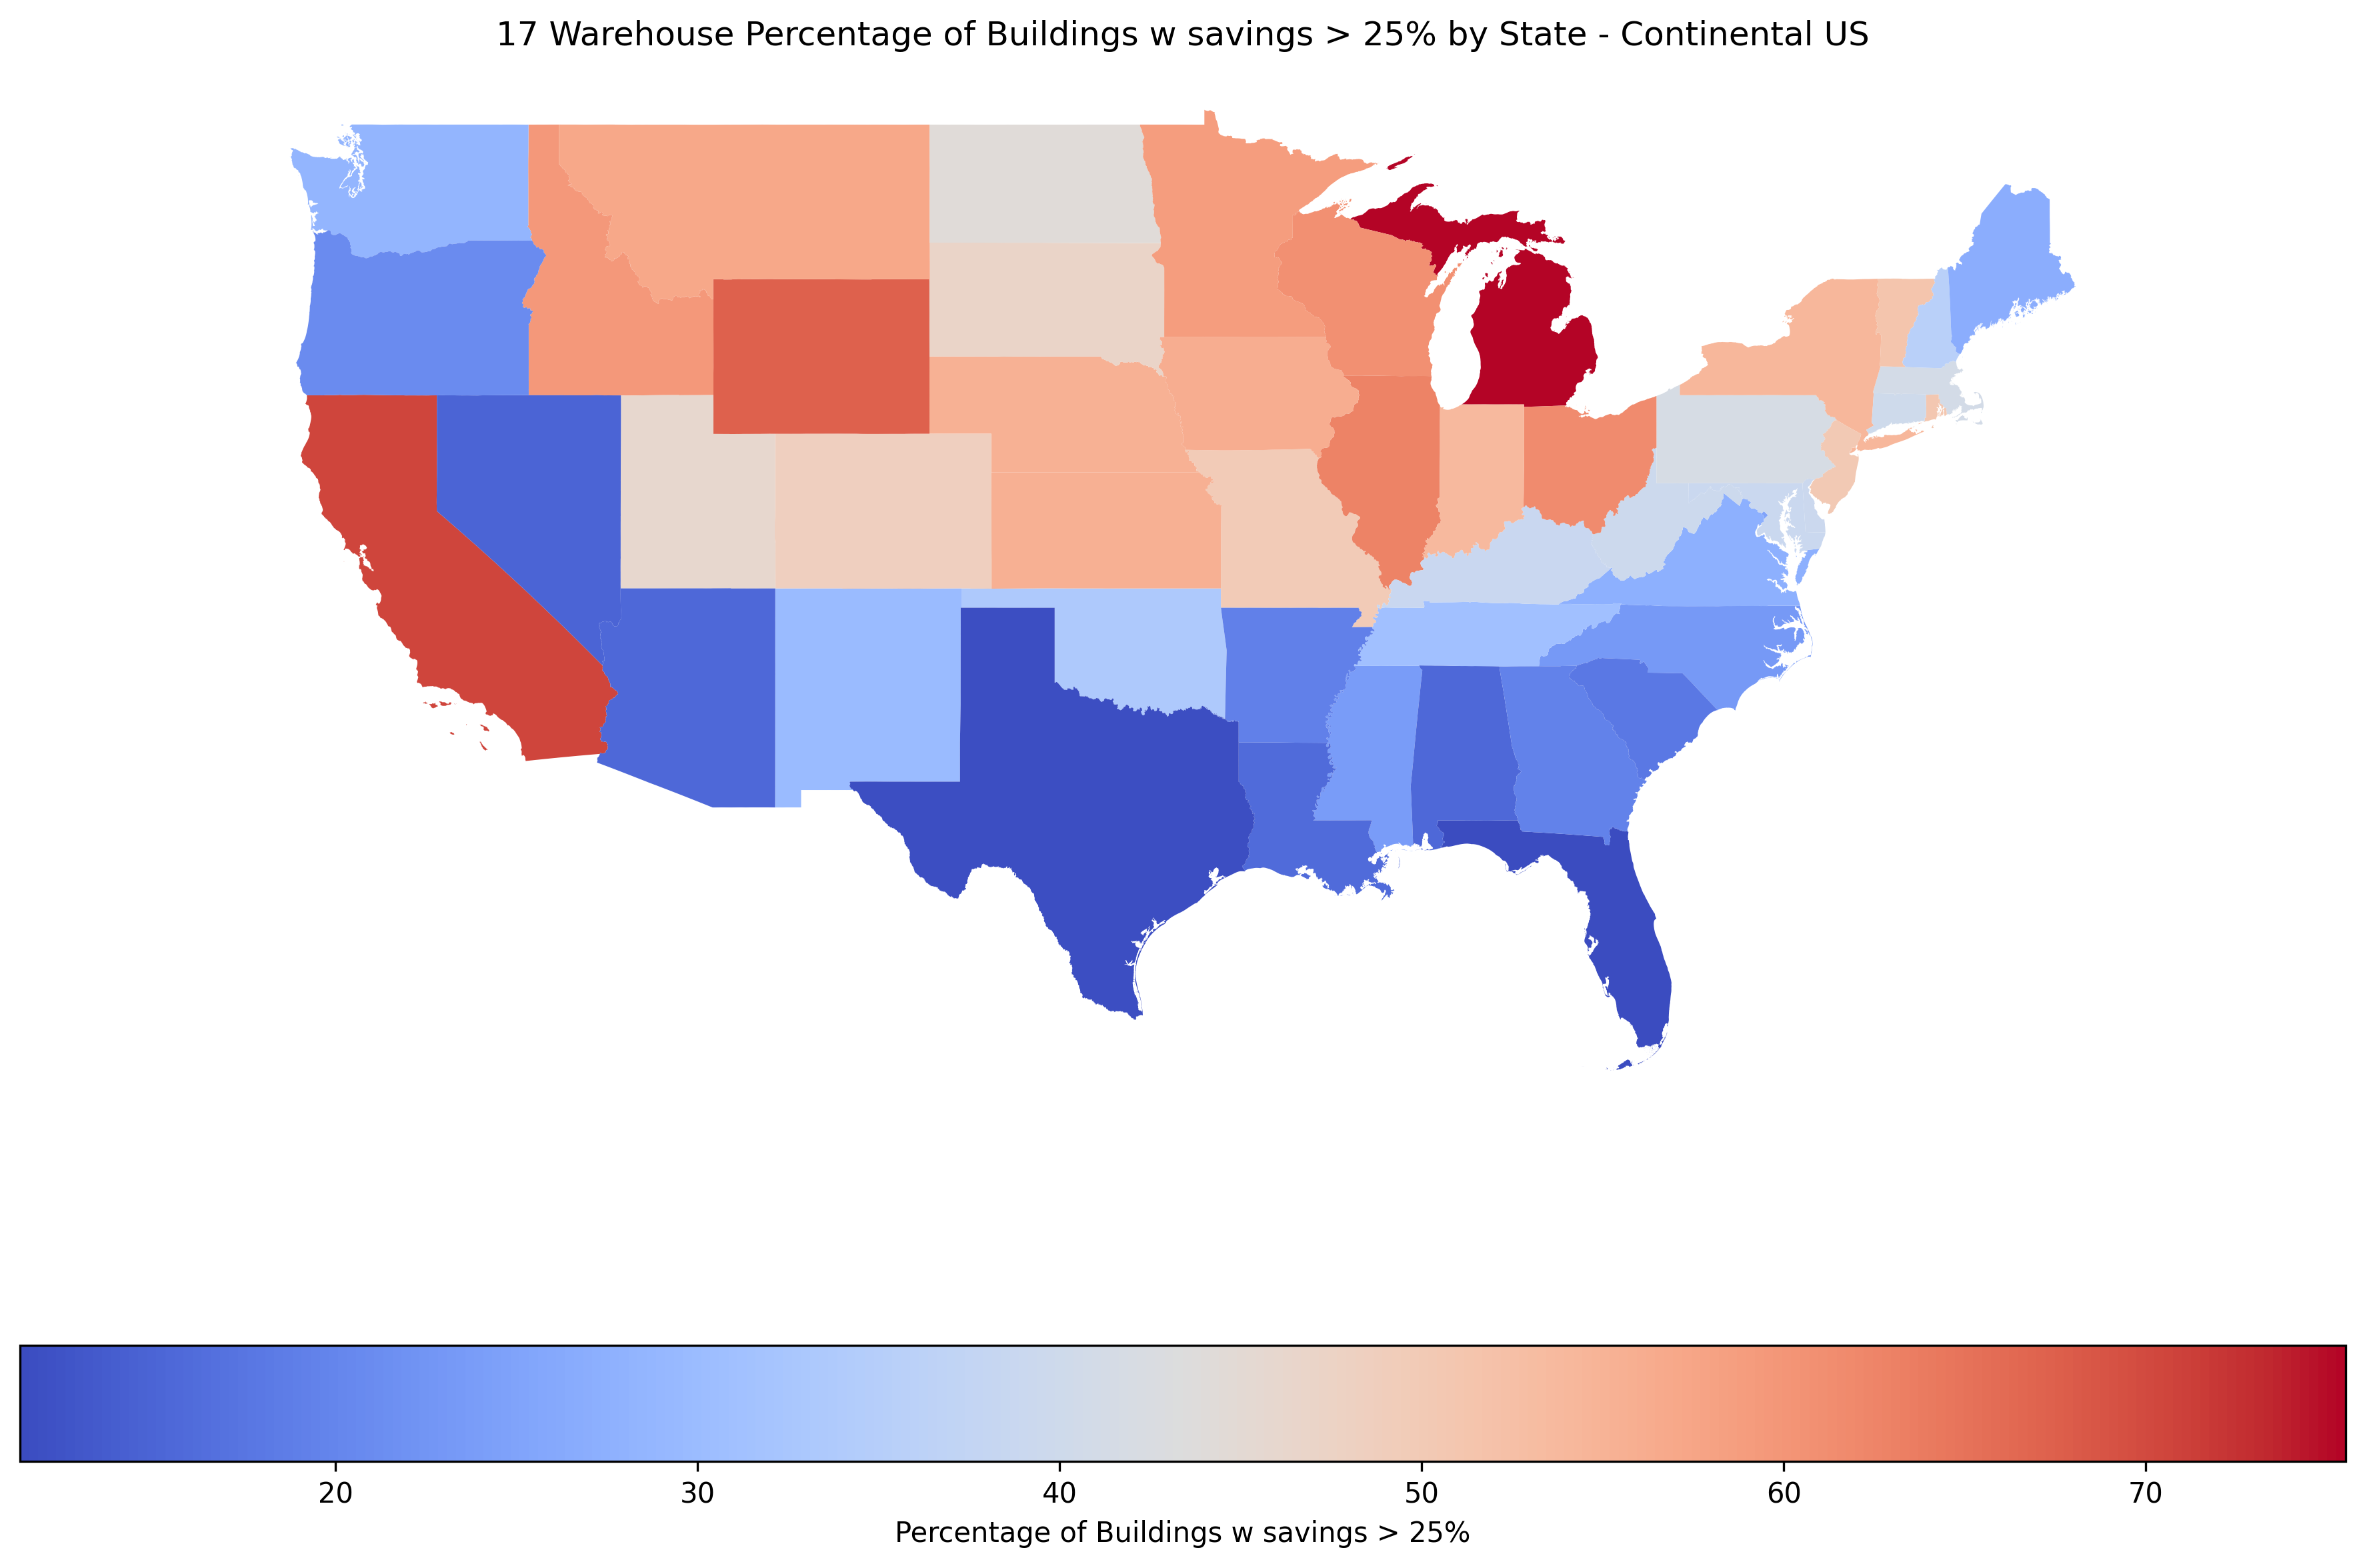 17 Warehouse Percentage of Buildings w savings > 25% by State - Continental US
20 30 40 50 60 70
Percentage of Buildings w savings > 25%